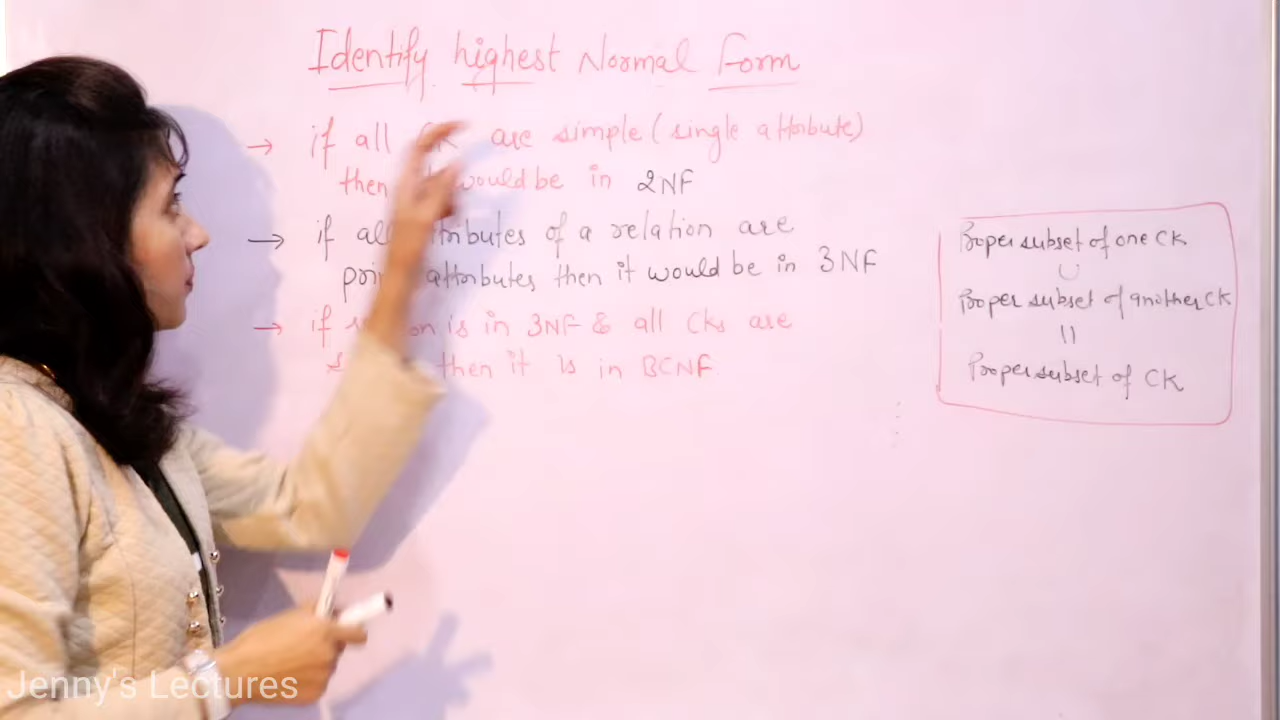 Identify highest Normal Form
→ if all CK are simple (single attribute)
then would be in 2NF
→ if all attributes of a relation are
attributes then it would be in 3NF
→ if is in 3NF & all CKs are
then it is in BCNF
Proper subset of one CK
∪
Proper subset of another CK
||
Proper subset of CK
Jenny's Lectures